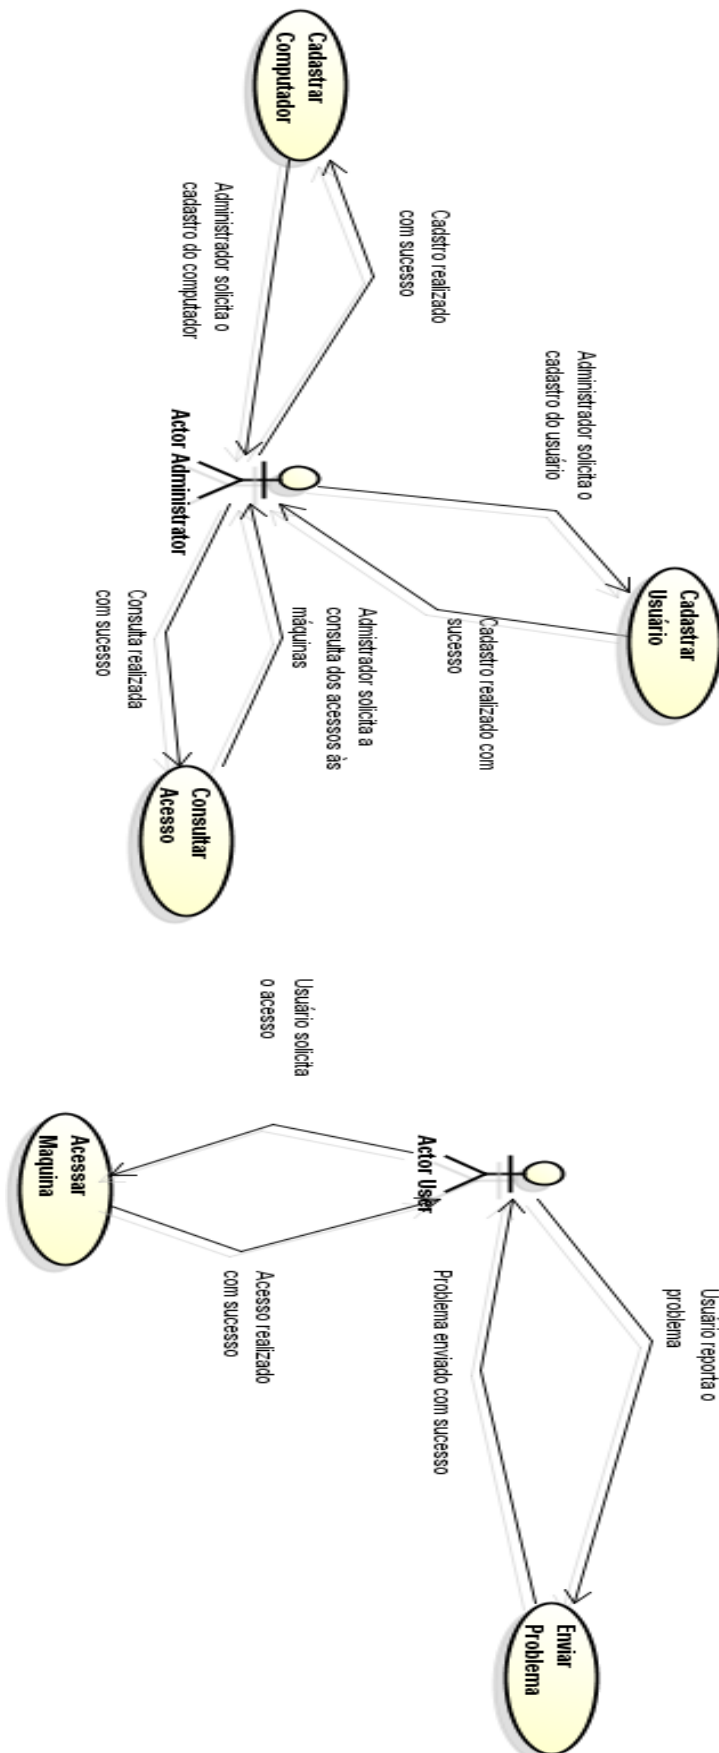 Cadastrar
Computador
Cadstro realizado
com sucesso
Administrador solicita o
cadastro do computador
Administrador solicita o
cadastro do usuário
Actor Administrator
Cadastrar
Usuário
Cadastro realizado com
sucesso
Admistrador solicita a
consulta dos acessos às
máquinas
Consulta realizada
com sucesso
Consultar
Acesso
Usuário solicita
o acesso
Actor User
Acessar
Maquina
Acesso realizado
com sucesso
Usuário reporta o
problema
Problema enviado com sucesso
Enviar
Problema